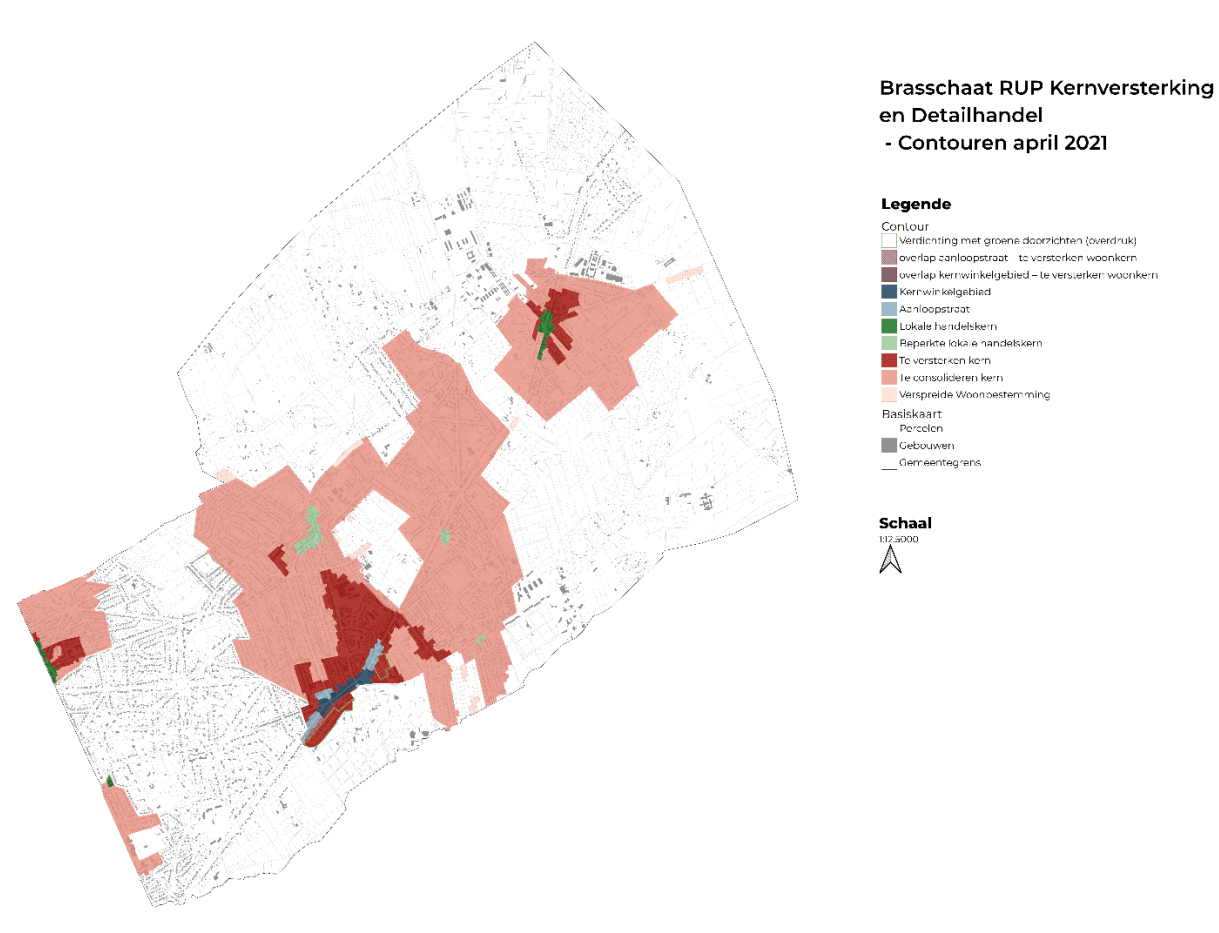 Brasschaat RUP Kernversterking
en Detailhandel
- Contouren april 2021
Legende
Contour
Verdichting met groene doorzichten (overdruk)
overlap aanloopstraat – te versterken woonkern
overlap kernwinkelgebied – te versterken woonkern
Kernwinkelgebied
Aanloopstraat
Lokale handelskern
Beperkte lokale handelskern
Te versterken kern
Te consolideren kern
Verspreide Woonbestemming
Basiskaart
Percelen
Gebouwen
Gemeentegrens
Schaal
1:12.5000